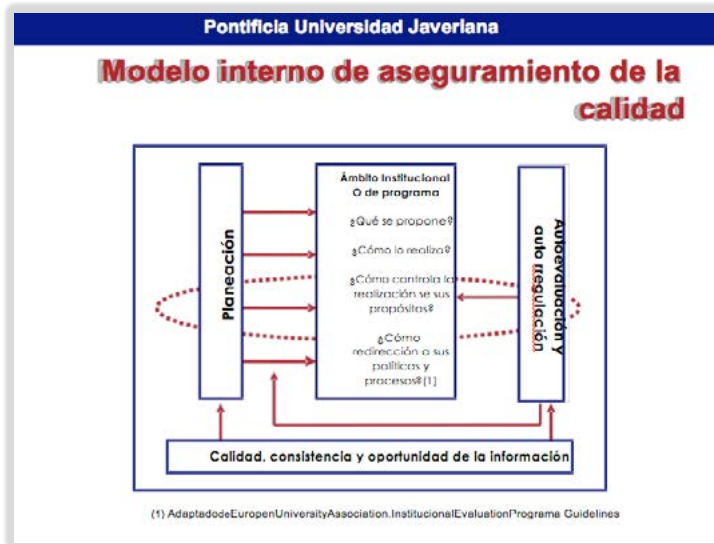 Pontificia Universidad Javeriana
Modelo interno de aseguramiento de la
calidad
Planeación
Ámbito Institucional
O de programa
¿Qué se propone?
¿Cómo lo realiza?
¿Cómo controla la
realización se sus
propósitos?
¿Cómo
redirección a sus
políticas y
procesos?(1)
Autoevaluación y
auto rregulación
Calidad, consistencia y oportunidad de la información
(1) AdaptadodeEuropenUniversityAssociation.InstitucionalEvaluationPrograma Guidelines